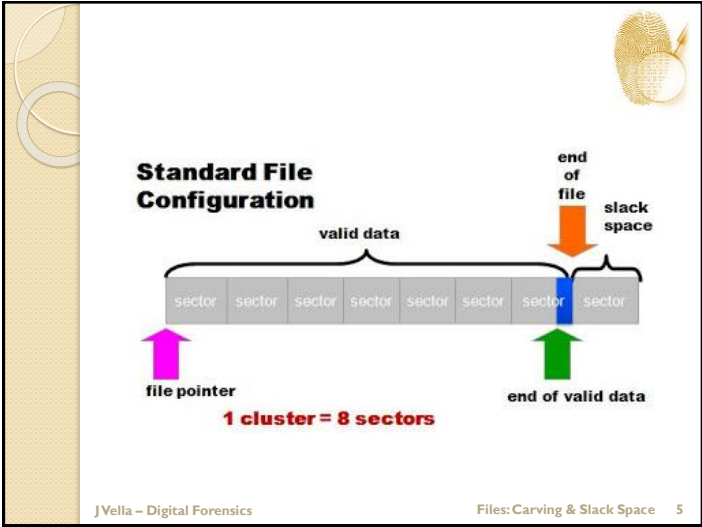 Standard File
Configuration
end
of
file
slack
space
valid data
sector sector sector sector sector sector sector sector
file pointer
end of valid data
1 cluster = 8 sectors
J Vella – Digital Forensics
Files: Carving & Slack Space 5